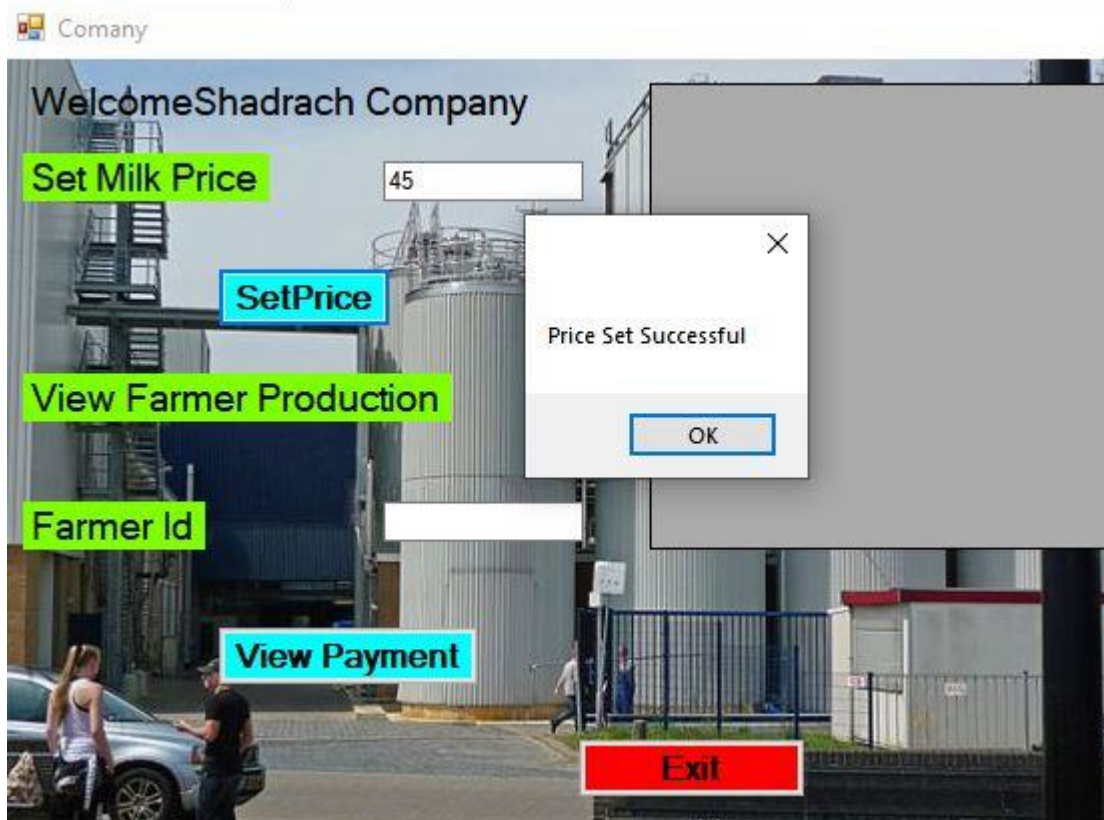 Comany
WelcomeShadrach Company
Set Milk Price
45
SetPrice
Price Set Successful
OK
View Farmer Production
Farmer Id
View Payment
Exit